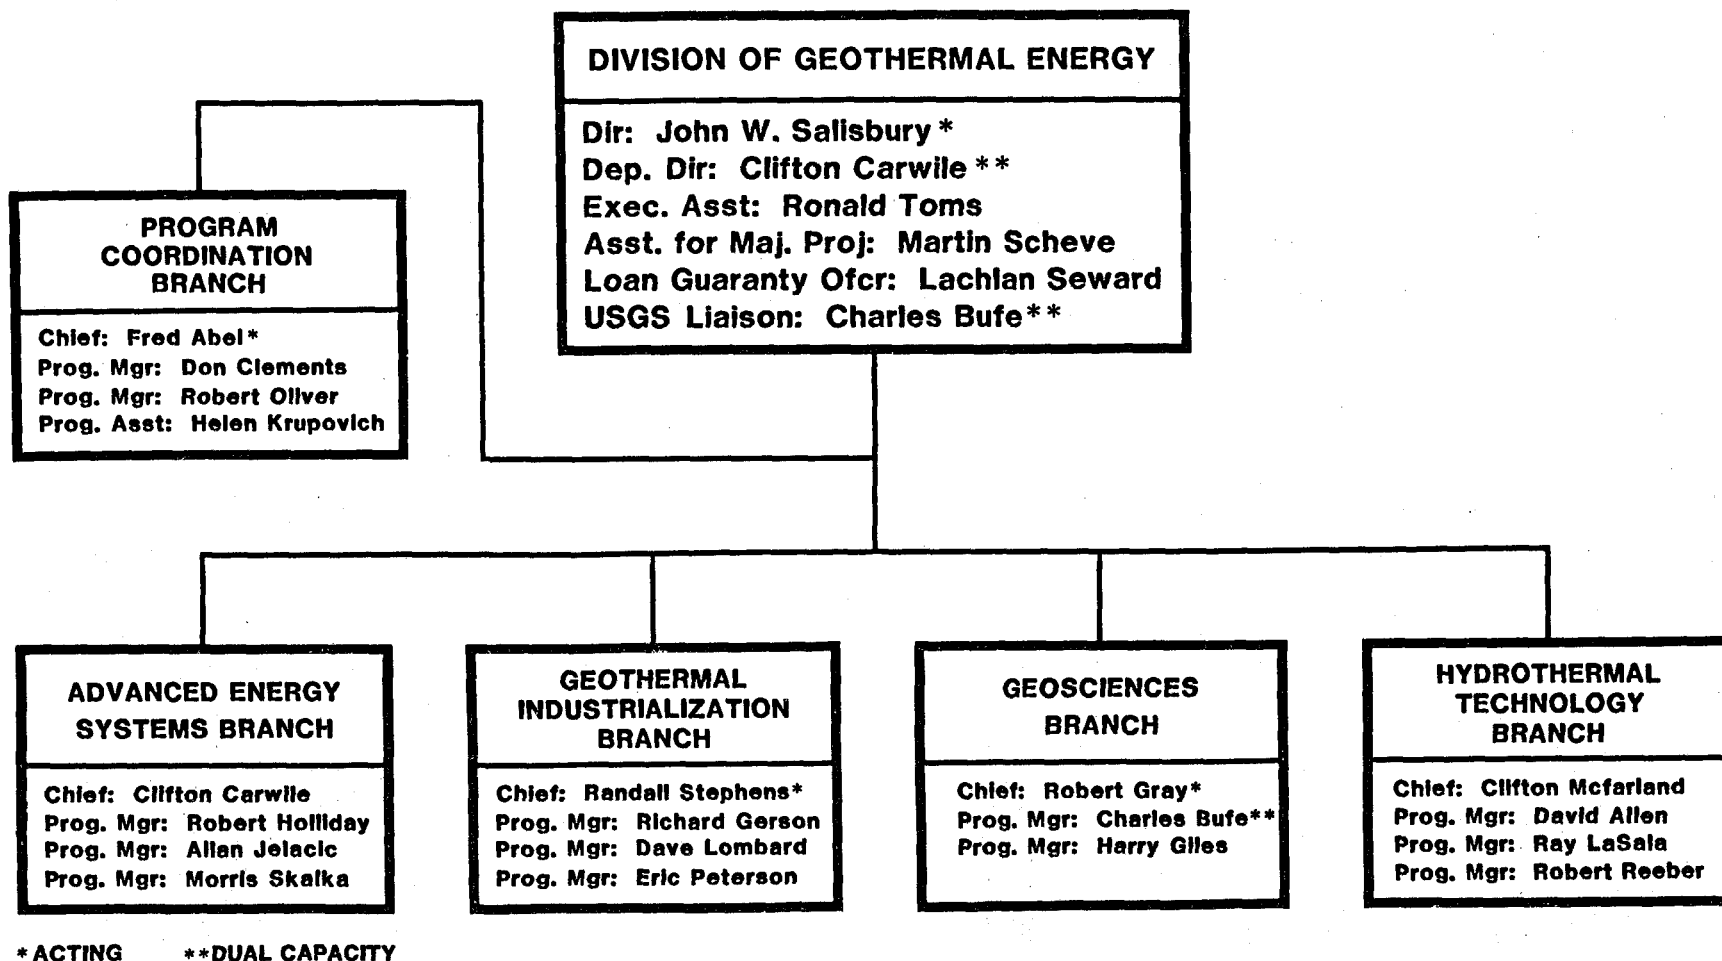 DIVISION OF GEOTHERMAL ENERGY
Dir: John W. Salisbury*
Dep. Dir: Clifton Carwile**
Exec. Asst: Ronald Toms
Asst. for Maj. Proj: Martin Scheve
Loan Guaranty Ofcr: Lachlan Seward
USGS Liaison: Charles Bufe**
PROGRAM
COORDINATION
BRANCH
Chief: Fred Abel*
Prog. Mgr: Don Clements
Prog. Mgr: Robert Oliver
Prog. Asst: Helen Krupovich
ADVANCED ENERGY
SYSTEMS BRANCH
Chief: Clifton Carwile
Prog. Mgr: Robert Holliday
Prog. Mgr: Allan Jelacic
Prog. Mgr: Morris Skalka
GEOTHERMAL
INDUSTRIALIZATION
BRANCH
Chief: Randall Stephens*
Prog. Mgr: Richard Gerson
Prog. Mgr: Dave Lombard
Prog. Mgr: Eric Peterson
GEOSCIENCES
BRANCH
Chief: Robert Gray*
Prog. Mgr: Charles Bufe**
Prog. Mgr: Harry Giles
HYDROTHERMAL
TECHNOLOGY
BRANCH
Chief: Clifton Mcfarland
Prog. Mgr: David Allen
Prog. Mgr: Ray LaSala
Prog. Mgr: Robert Reeber
*ACTING **DUAL CAPACITY